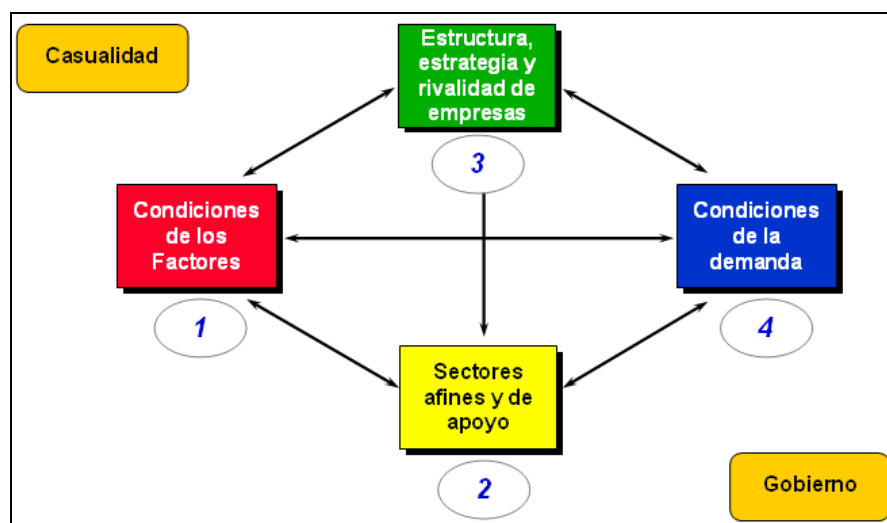 Casualidad
Estructura,
estrategia y
rivalidad de
empresas
3
Condiciones
de los
Factores
1
Condiciones
de la
demanda
4
Sectores
afines y de
apoyo
2
Gobierno